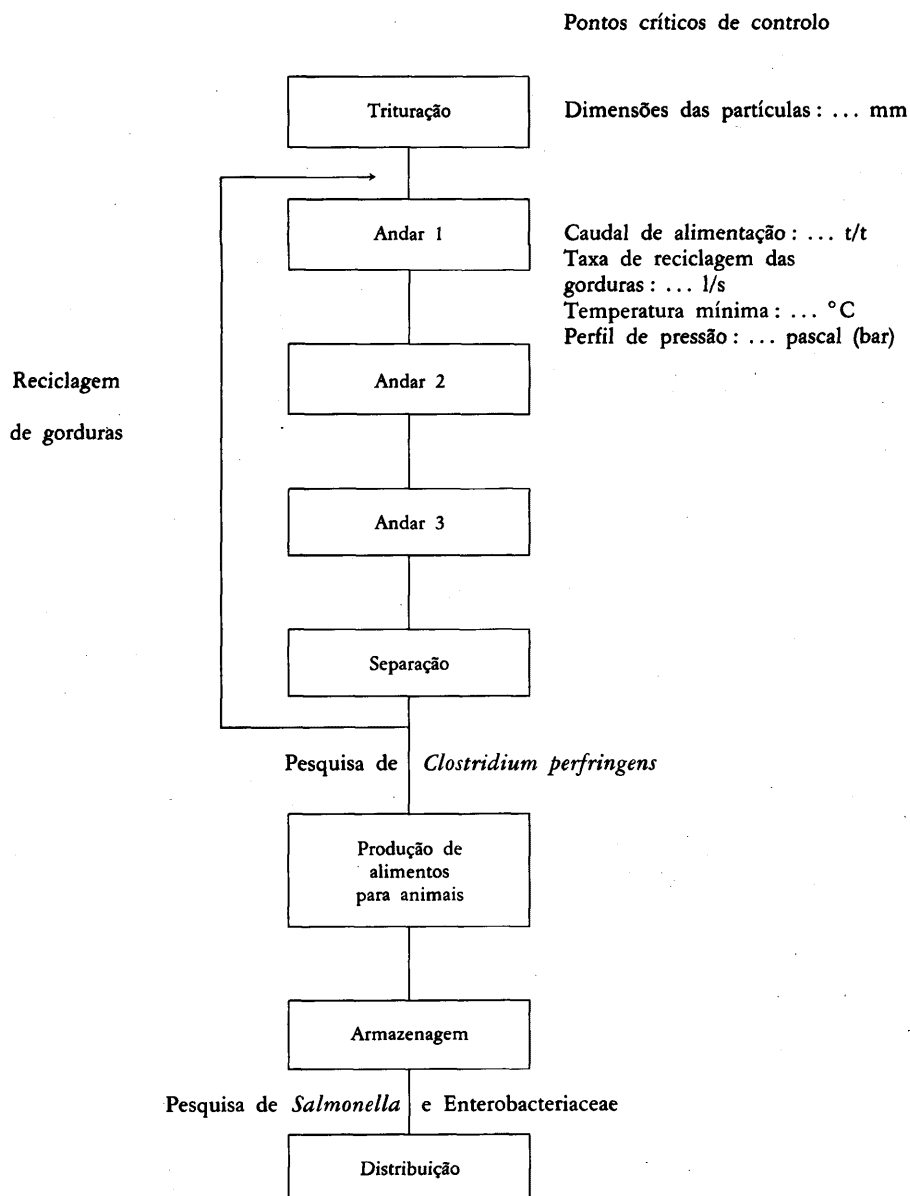 Pontos críticos de controlo
Trituração
Dimensões das partículas : ... mm
Andar 1
Caudal de alimentação : ... t/t
Taxa de reciclagem das
gorduras : ... l/s
Temperatura mínima : ... °C
Perfil de pressão : ... pascal (bar)
Reciclagem
de gorduras
Andar 2
Andar 3
Separação
Pesquisa de Clostridium perfringens
Produção de
alimentos
para animais
Armazenagem
Pesquisa de Salmonella e Enterobacteriaceae
Distribuição